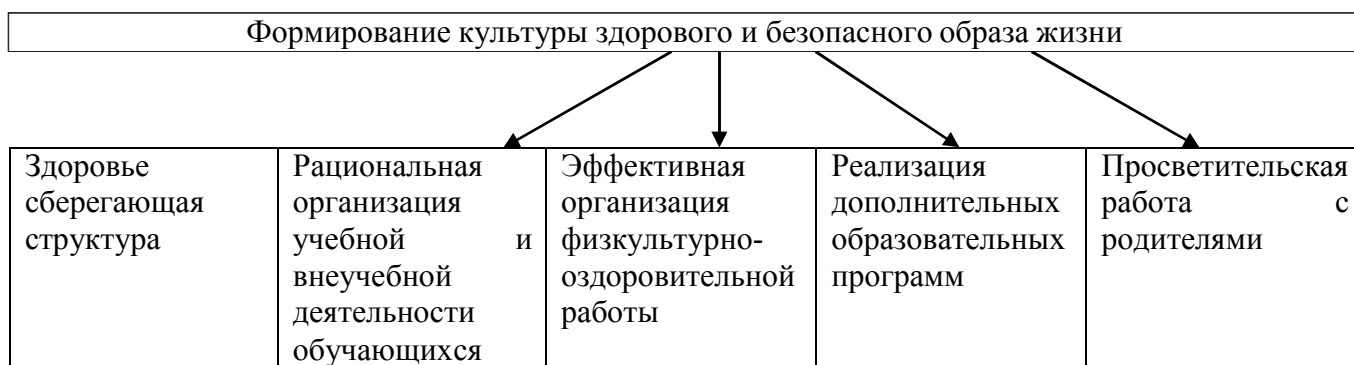 Формирование культуры здорового и безопасного образа жизни
Здоровье
сберегающая
структура
Рациональная
организация
учебной и
внеучебной
деятельности
обучающихся
Эффективная
организация
физкультурно-
оздоровительной
работы
Реализация
дополнительных
образовательных
программ
Просветительская
работа с
родителями